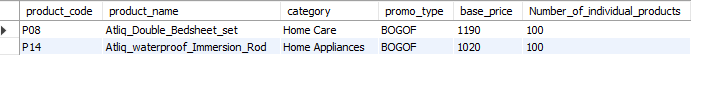 product_code product_name category promo_type base_price Number_of_individual_products
P08 Atliq_Double_Bedsheet_set Home Care BOGOF 1190 100
P14 Atliq_waterproof_Immersion_Rod Home Appliances BOGOF 1020 100